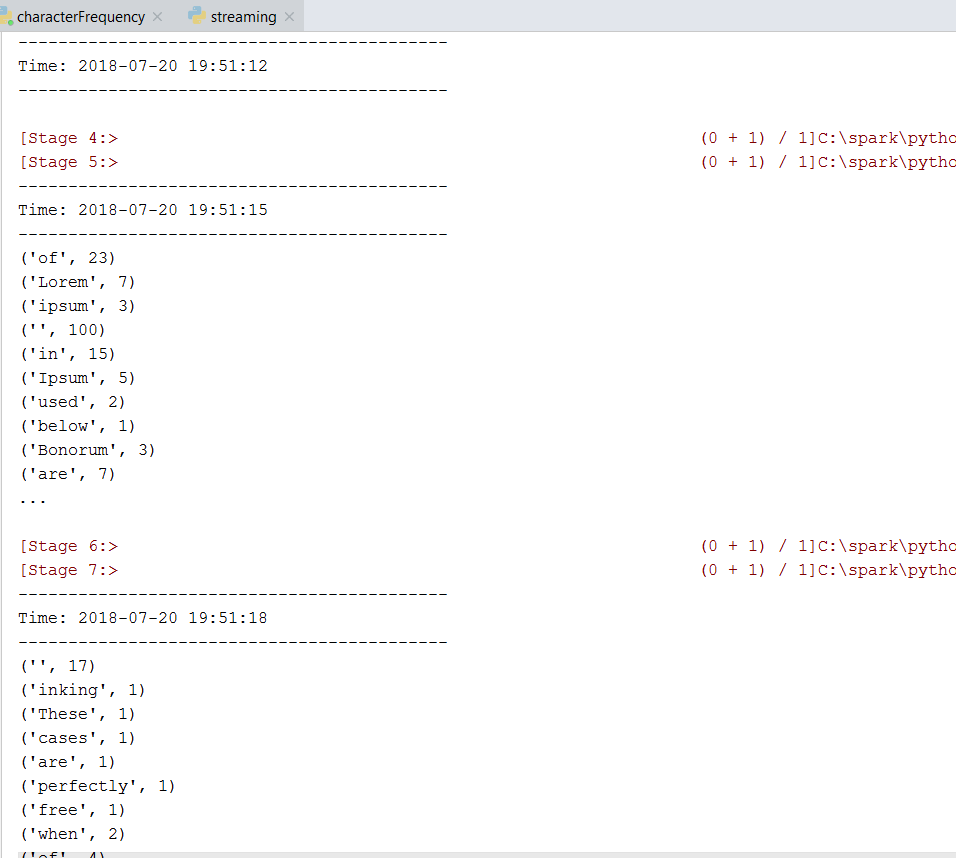 characterFrequency × streaming ×
-------------------------------------------
Time: 2018-07-20 19:51:12
-------------------------------------------
[Stage 4:> (0 + 1) / 1]C:\spark\pytho
[Stage 5:> (0 + 1) / 1]C:\spark\pytho
-------------------------------------------
Time: 2018-07-20 19:51:15
-------------------------------------------
('of', 23)
('Lorem', 7)
('ipsum', 3)
('', 100)
('in', 15)
('Ipsum', 5)
('used', 2)
('below', 1)
('Bonorum', 3)
('are', 7)
...
[Stage 6:> (0 + 1) / 1]C:\spark\pytho
[Stage 7:> (0 + 1) / 1]C:\spark\pytho
-------------------------------------------
Time: 2018-07-20 19:51:18
-------------------------------------------
('', 17)
('inking', 1)
('These', 1)
('cases', 1)
('are', 1)
('perfectly', 1)
('free', 1)
('when', 2)
('of', 4)